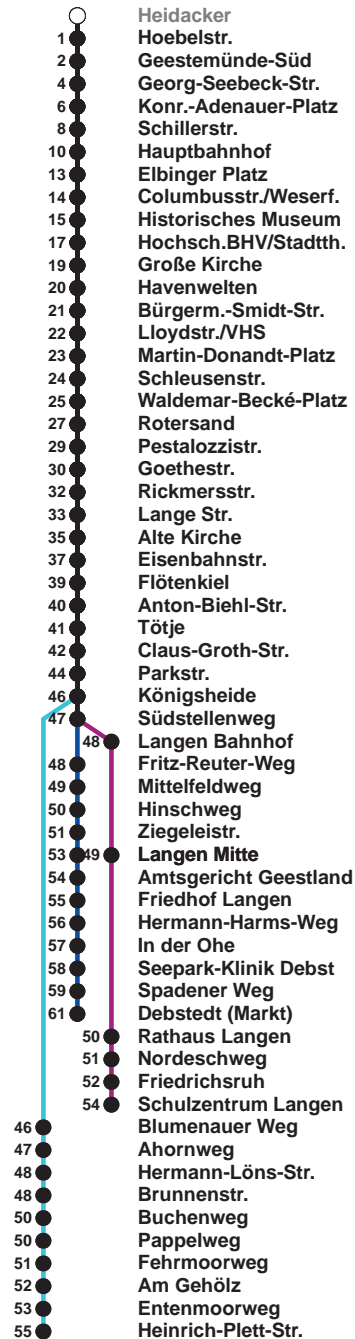 Heidacker
1 Hoebelstr.
2 Geestemünde-Süd
4 Georg-Seebeck-Str.
6 Konr.-Adenauer-Platz
8 Schillerstr.
10 Hauptbahnhof
13 Elbinger Platz
14 Columbusstr./Weserf.
15 Historisches Museum
17 Hochsch.BHV/Stadtth.
19 Große Kirche
20 Havenwelten
21 Bürgerm.-Smidt-Str.
22 Lloydstr./VHS
23 Martin-Donandt-Platz
24 Schleusenstr.
25 Waldemar-Becké-Platz
27 Rotersand
29 Pestalozzistr.
30 Goethestr.
32 Rickmersstr.
33 Lange Str.
35 Alte Kirche
37 Eisenbahnstr.
39 Flötenkiel
40 Anton-Biehl-Str.
41 Tötje
42 Claus-Groth-Str.
44 Parkstr.
46 Königsheide
47 Südstellenweg
48 Langen Bahnhof
48 Fritz-Reuter-Weg
49 Mittelfeldweg
50 Hinschweg
51 Ziegeleistr.
53 49 Langen Mitte
54 Amtsgericht Geestland
55 Friedhof Langen
56 Hermann-Harms-Weg
57 In der Ohe
58 Seepark-Klinik Debst
59 Spadener Weg
61 Debstedt (Markt)
50 Rathaus Langen
51 Nordeschweg
52 Friedrichsruh
54 Schulzentrum Langen
46 Blumenauer Weg
47 Ahornweg
48 Hermann-Löns-Str.
48 Brunnenstr.
50 Buchenweg
50 Pappelweg
51 Fehrmoorweg
52 Am Gehölz
53 Entenmoorweg
55 Heinrich-Plett-Str.